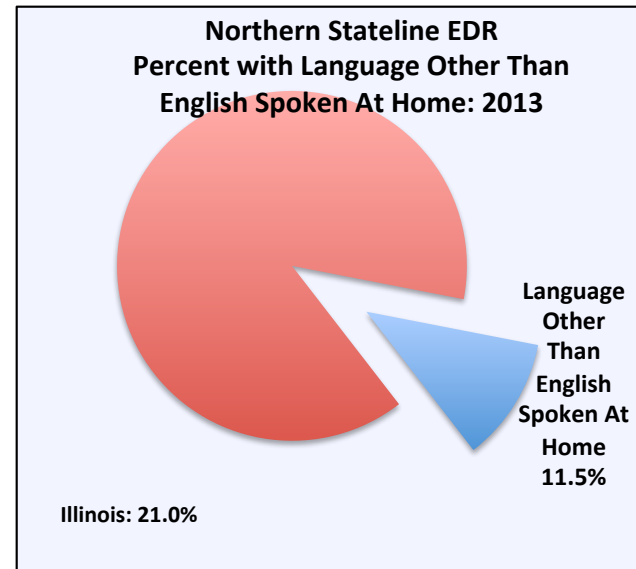 Northern Stateline EDR
Percent with Language Other Than
English Spoken At Home: 2013
Language
Other
Than
English
Spoken At
Home
11.5%
Illinois: 21.0%